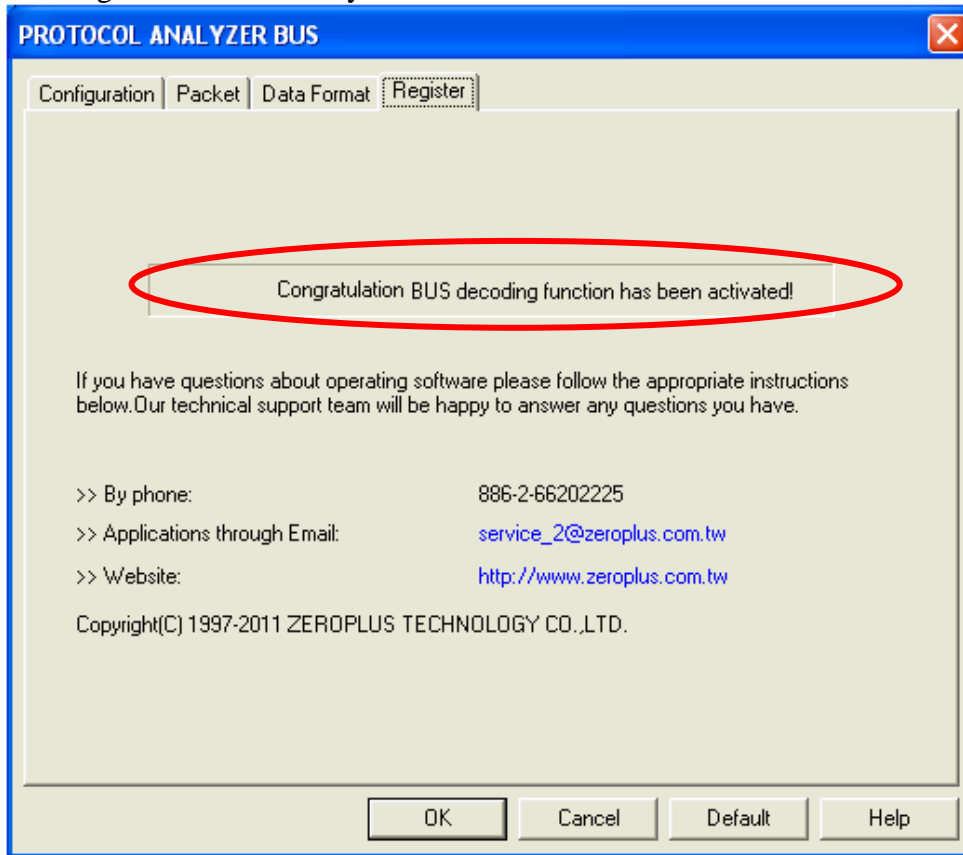 PROTOCOL ANALYZER BUS
Configuration Packet Data Format Register
Congratulation BUS decoding function has been activated!
If you have questions about operating software please follow the appropriate instructions
below.Our technical support team will be happy to answer any questions you have.
>> By phone: 886-2-66202225
>> Applications through Email: service_2@zeroplus.com.tw
>> Website: http://www.zeroplus.com.tw
Copyright(C) 1997-2011 ZEROPLUS TECHNOLOGY CO.,LTD.
OK Cancel Default Help